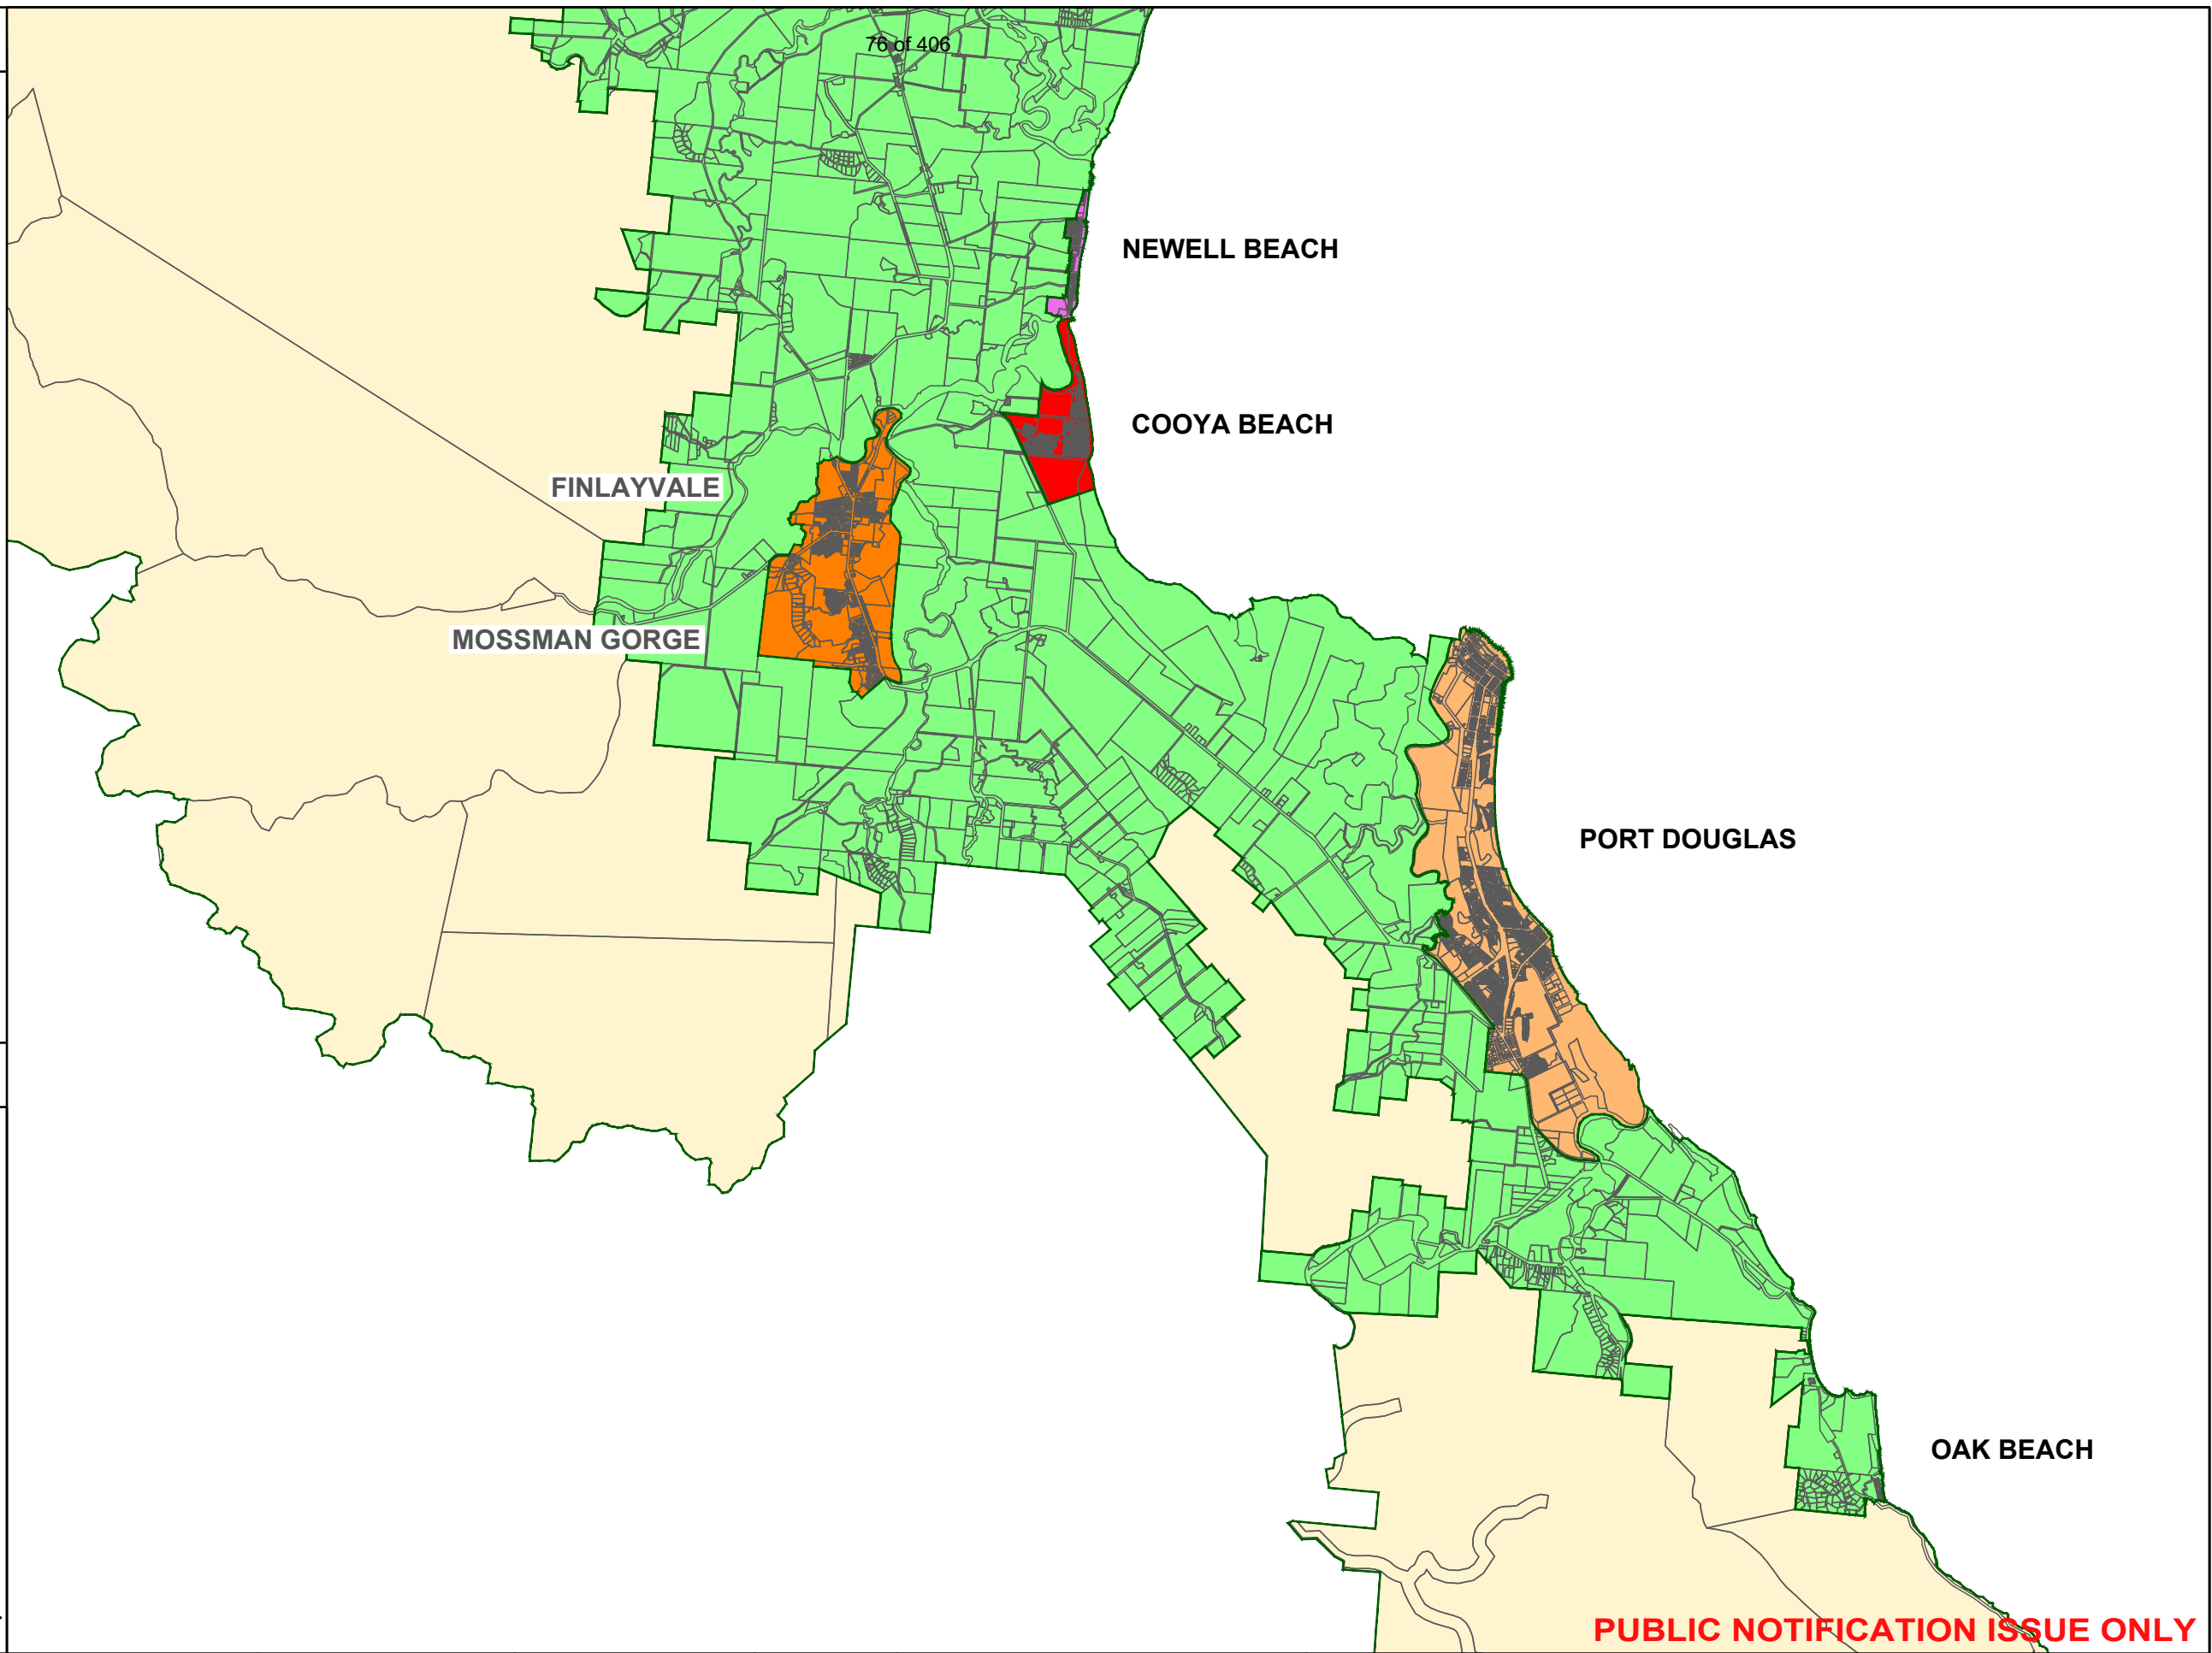 76 of 406
NEWELL BEACH
COOYA BEACH
FINLAYVALE
MOSSMAN GORGE
PORT DOUGLAS
OAK BEACH
PUBLIC NOTIFICATION ISSUE ONLY